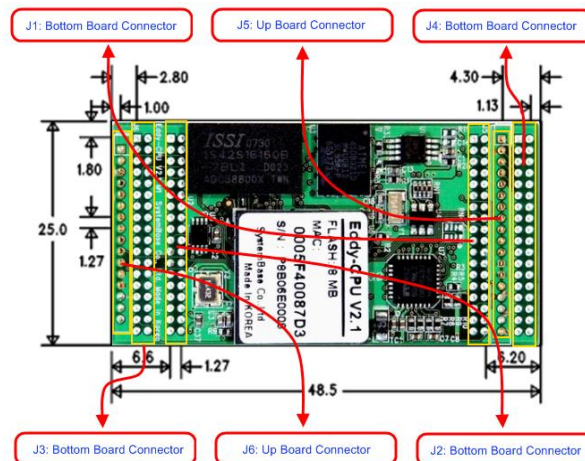 J1: Bottom Board Connector
J5: Up Board Connector
J4: Bottom Board Connector
2.80
4.30
1.00
1.13
1.80
25.0
1.27
6.6
1.27
6.20
48.5
ISSI 0730
Eddy-CPU V2.1
FLASH: 8 MB
MAC:
0005F40087D3
SystemBase Co., Ltd
Made in KOREA
J3: Bottom Board Connector
J6: Up Board Connector
J2: Bottom Board Connector